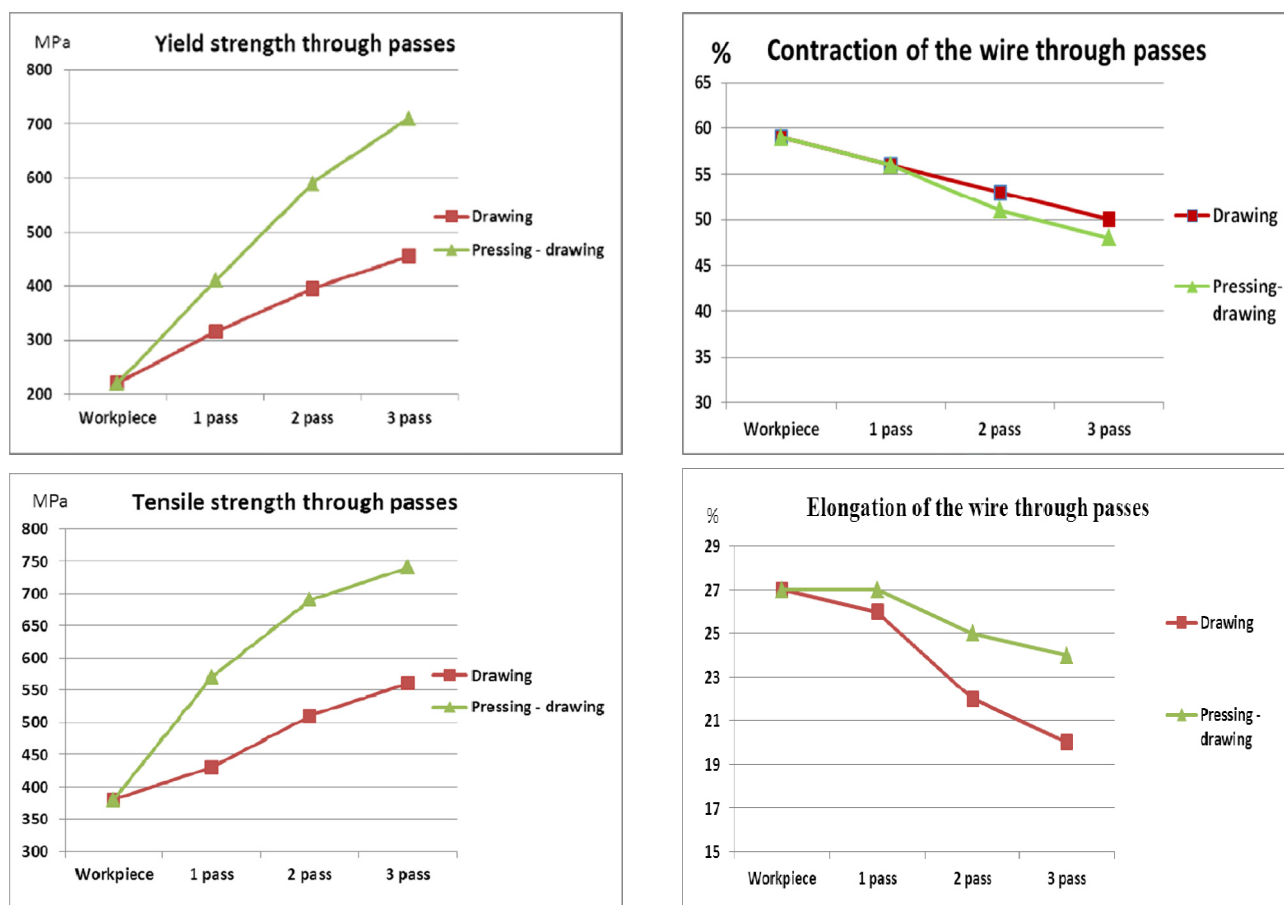 MPa
Yield strength through passes
800
700
600
500
400
300
200
Workpiece
1 pass
2 pass
3 pass
Drawing
Pressing - drawing
%
Contraction of the wire through passes
65
60
55
50
45
40
35
30
Workpiece
1 pass
2 pass
3 pass
Drawing
Pressing-
drawing
MPa
Tensile strength through passes
800
750
700
650
600
550
500
450
400
350
300
Workpiece
1 pass
2 pass
3 pass
Drawing
Pressing - drawing
%
Elongation of the wire through passes
29
27
25
23
21
19
17
15
Workpiece
1 pass
2 pass
3 pass
Drawing
Pressing -
drawing